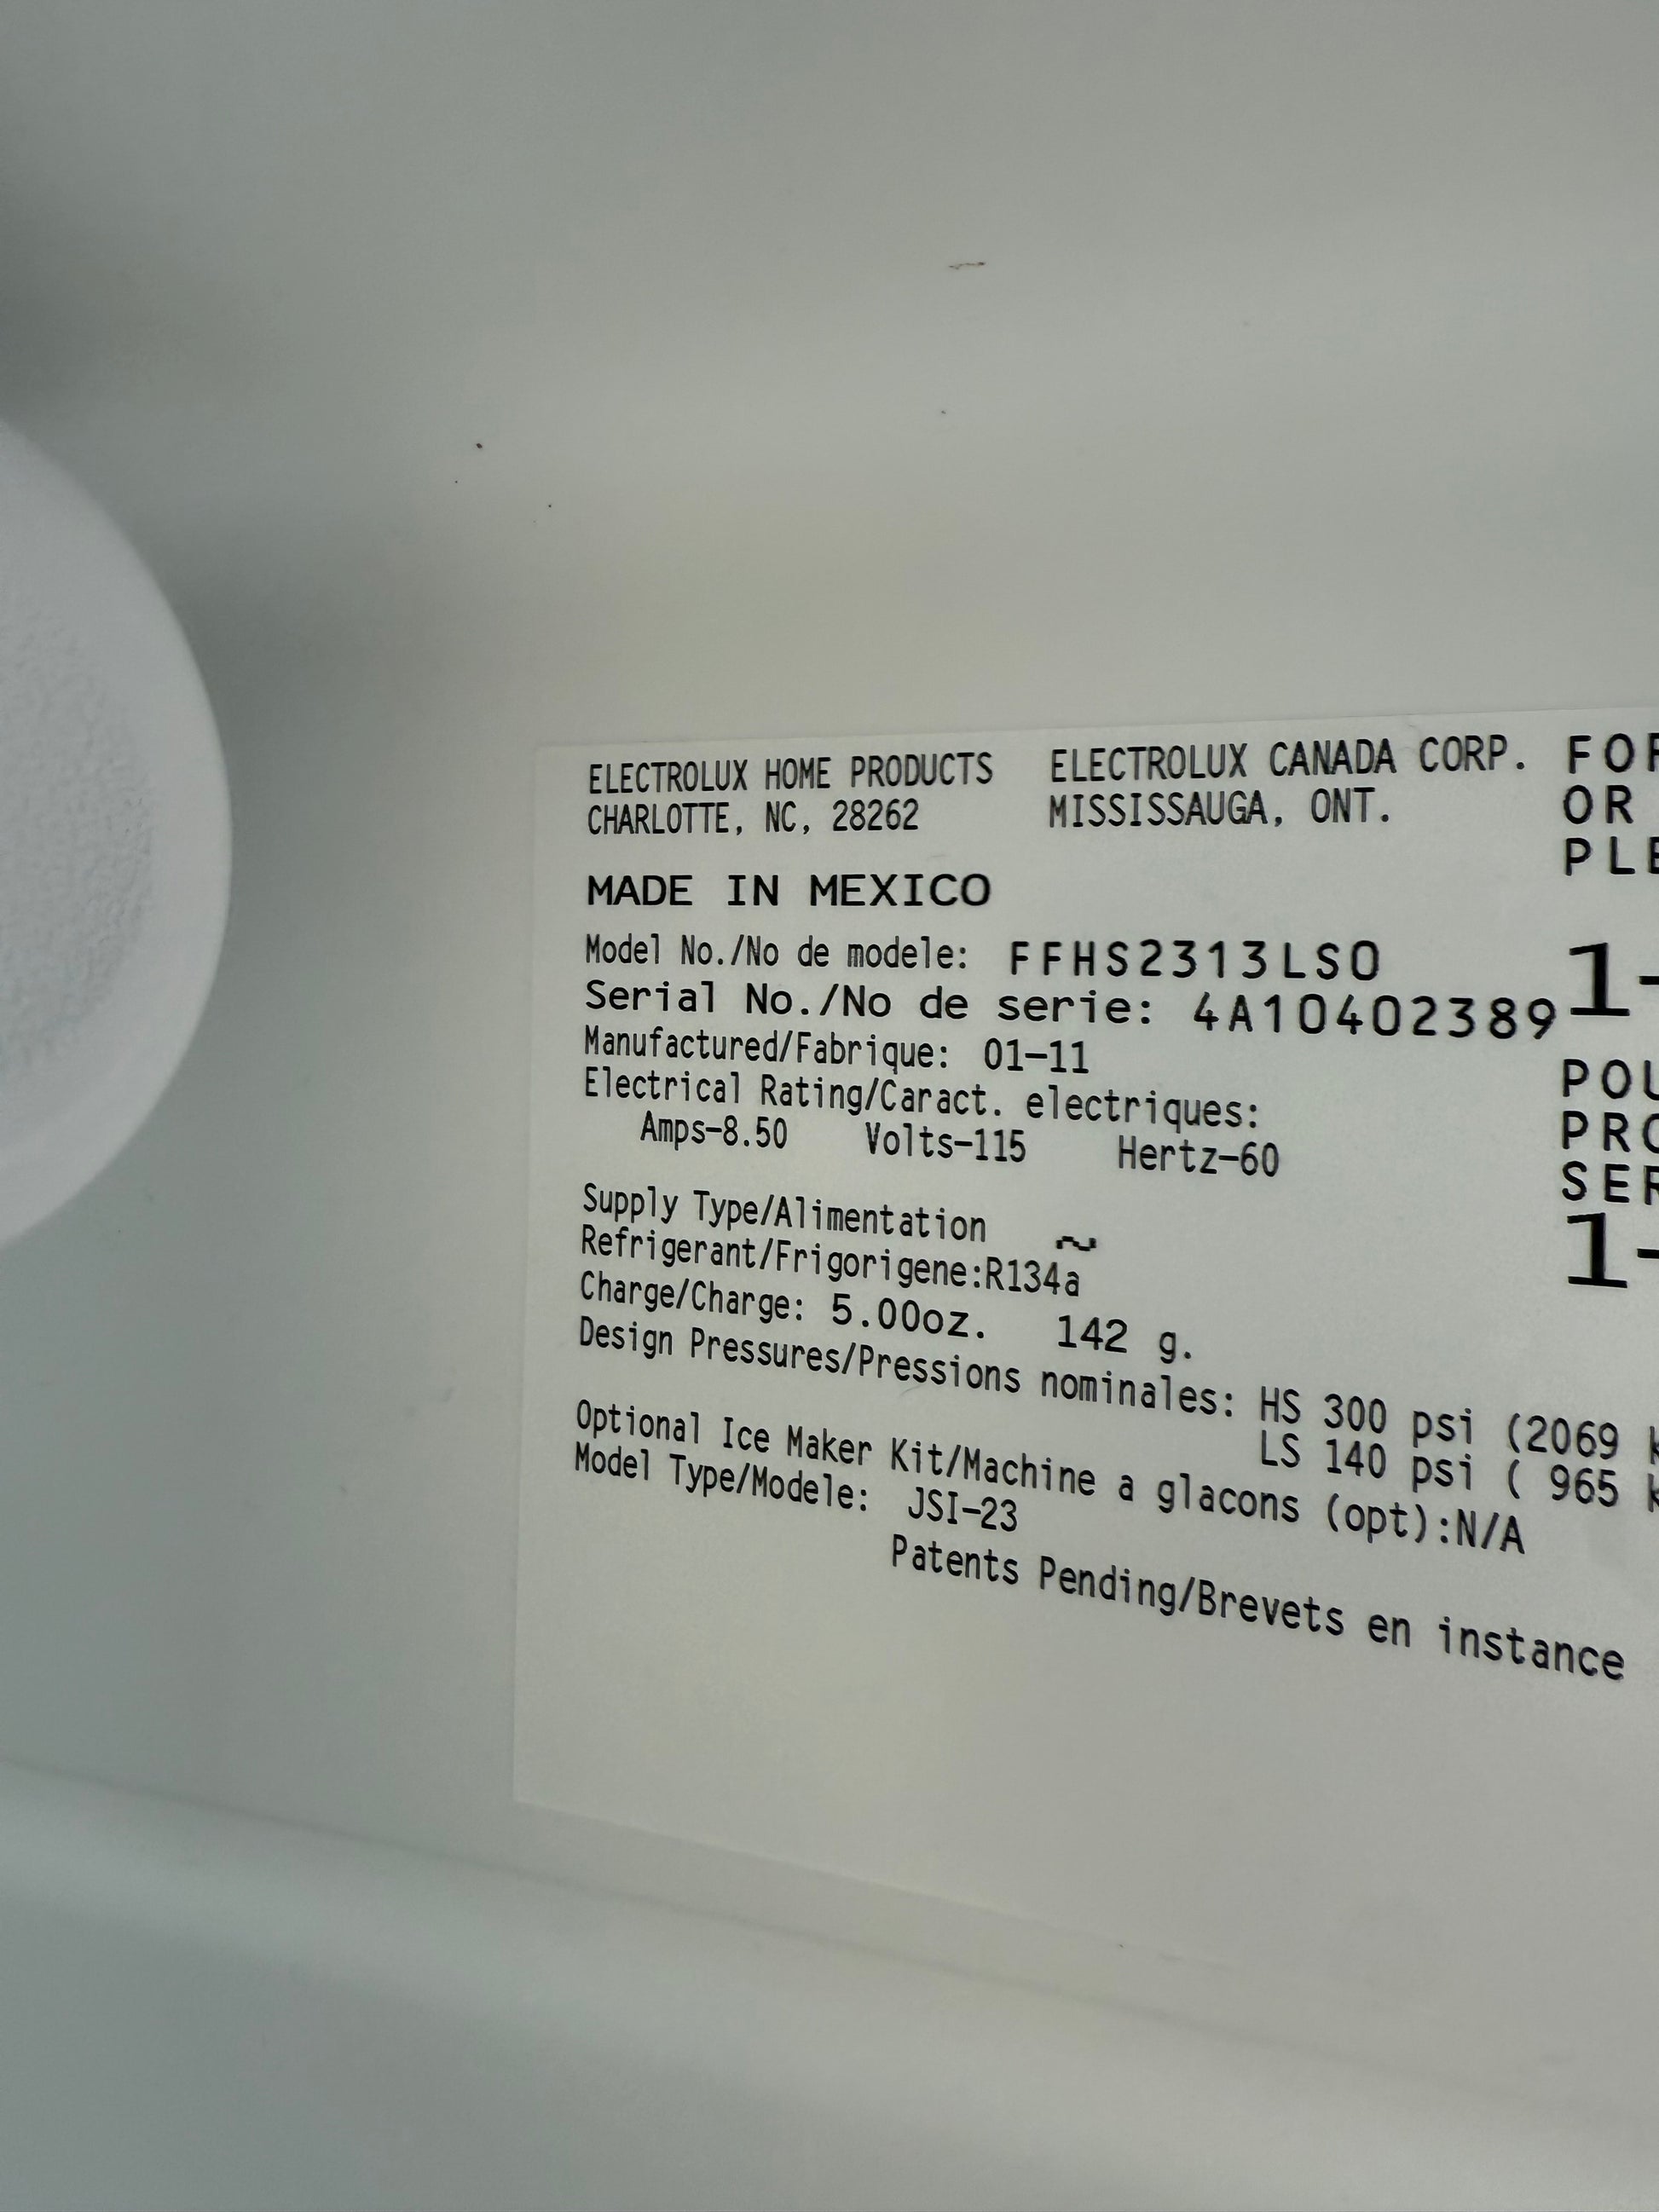 ELECTROLUX HOME PRODUCTS ELECTROLUX CANADA CORP.
CHARLOTTE, NC, 28262 MISSISSAUGA, ONT.
MADE IN MEXICO
Model No./No de modele: FFHS2313LS0
Serial No./No de serie: 4A10402389
Manufactured/Fabrique: 01-11
Electrical Rating/Caract. electriques:
Amps-8.50 Volts-115 Hertz-60
Supply Type/Alimentation ~
Refrigerant/Frigorigene:R134a
Charge/Charge: 5.00oz. 142 g.
Design Pressures/Pressions nominales: HS 300 psi (2069
LS 140 psi ( 965
Optional Ice Maker Kit/Machine a glacons (opt):N/A
Model Type/Modele: JSI-23
Patents Pending/Brevets en instance
OR
1-
1-